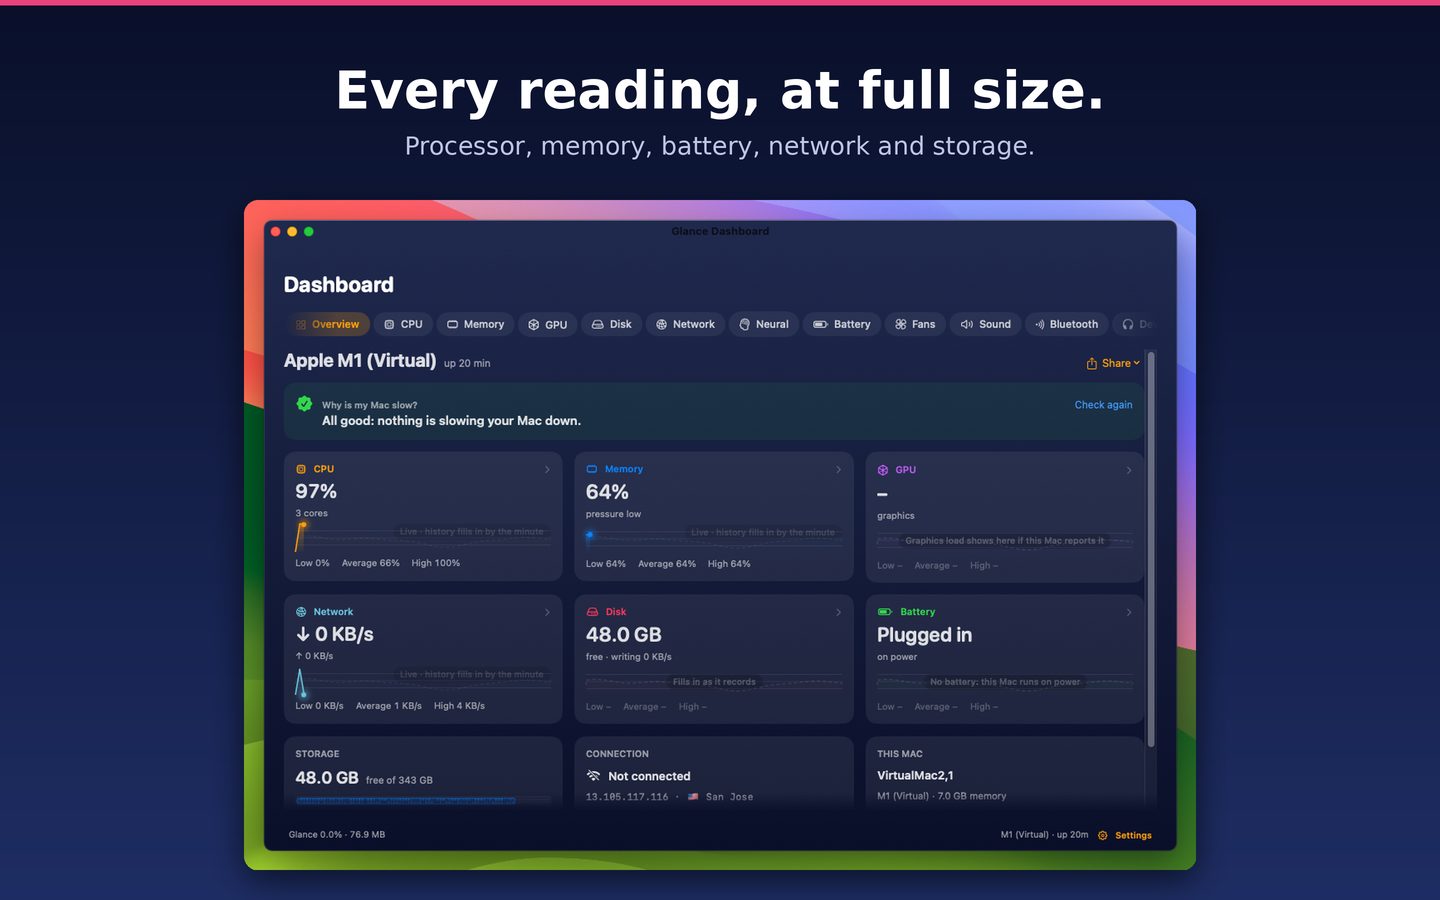 Every reading, at full size.
Processor, memory, battery, network and storage.
Glance Dashboard
Dashboard
Overview CPU Memory GPU Disk Network Neural Battery Fans Sound Bluetooth
Apple M1 (Virtual) up 20 min Share
Why is my Mac slow?
All good: nothing is slowing your Mac down.
Check again
CPU
97%
3 cores
Live · history fills in by the minute
Low 0% Average 66% High 100%
Memory
64%
pressure low
Live · history fills in by the minute
Low 64% Average 64% High 64%
GPU
–
graphics
Graphics load shows here if this Mac reports it
Low – Average – High –
Network
↓ 0 KB/s
↑ 0 KB/s
Live · history fills in by the minute
Low 0 KB/s Average 1 KB/s High 4 KB/s
Disk
48.0 GB
free · writing 0 KB/s
Fills in as it records
Low – Average – High –
Battery
Plugged in
on power
No battery: this Mac runs on power
Low – Average – High –
STORAGE
48.0 GB free of 343 GB
CONNECTION
Not connected
13.105.117.116 · 🇺🇸 San Jose
THIS MAC
VirtualMac2,1
M1 (Virtual) · 7.0 GB memory
Glance 0.0% · 76.9 MB
M1 (Virtual) · up 20m Settings